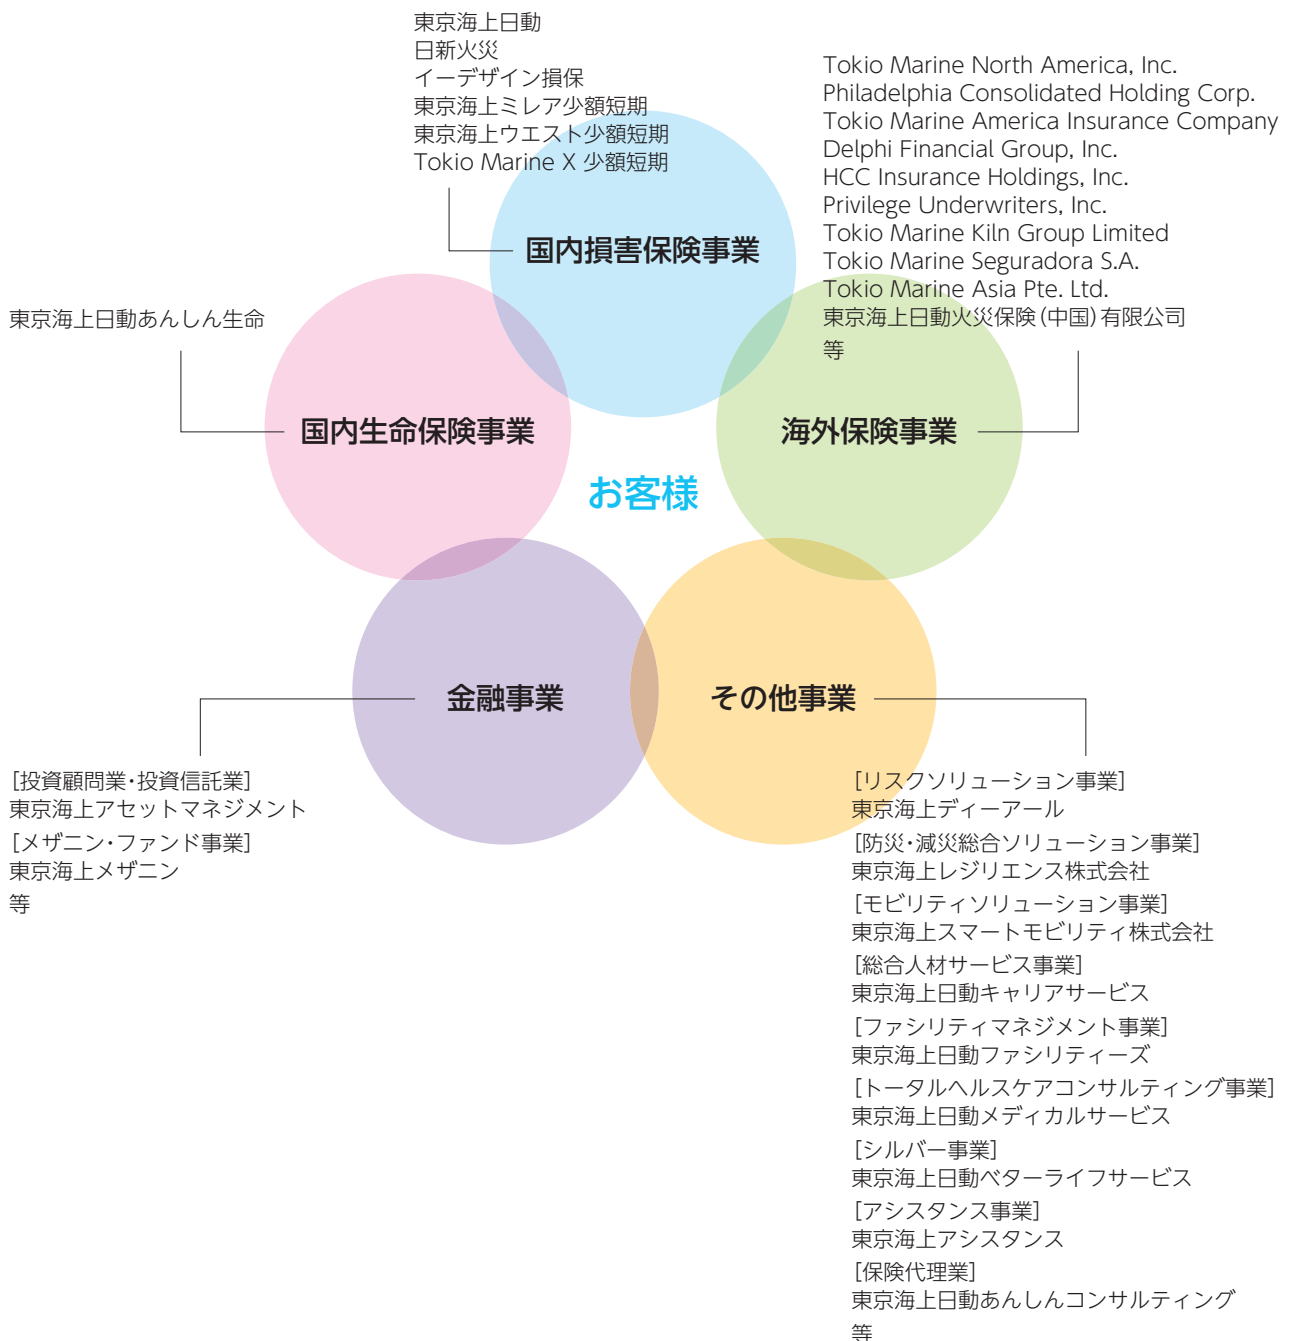 東京海上日動
日新火災
イーデザイン損保
東京海上ミレア少額短期
東京海上ウエスト少額短期
Tokio Marine X 少額短期
国内損害保険事業
Tokio Marine North America, Inc.
Philadelphia Consolidated Holding Corp.
Tokio Marine America Insurance Company
Delphi Financial Group, Inc.
HCC Insurance Holdings, Inc.
Privilege Underwriters, Inc.
Tokio Marine Kiln Group Limited
Tokio Marine Seguradora S.A.
Tokio Marine Asia Pte. Ltd.
東京海上日動火災保険(中国)有限公司
等
海外保険事業
東京海上日動あんしん生命
国内生命保険事業
お客様
金融事業
[投資顧問業・投資信託業]
東京海上アセットマネジメント
[メザニン・ファンド事業]
東京海上メザニン
等
その他事業
[リスクソリューション事業]
東京海上ディーアール
[防災・減災総合ソリューション事業]
東京海上レジリエンス株式会社
[モビリティソリューション事業]
東京海上スマートモビリティ株式会社
[総合人材サービス事業]
東京海上日動キャリアサービス
[ファシリティマネジメント事業]
東京海上日動ファシリティーズ
[トータルヘルスケアコンサルティング事業]
東京海上日動メディカルサービス
[シルバー事業]
東京海上日動ベターライフサービス
[アシスタンス事業]
東京海上アシスタンス
[保険代理業]
東京海上日動あんしんコンサルティング
等